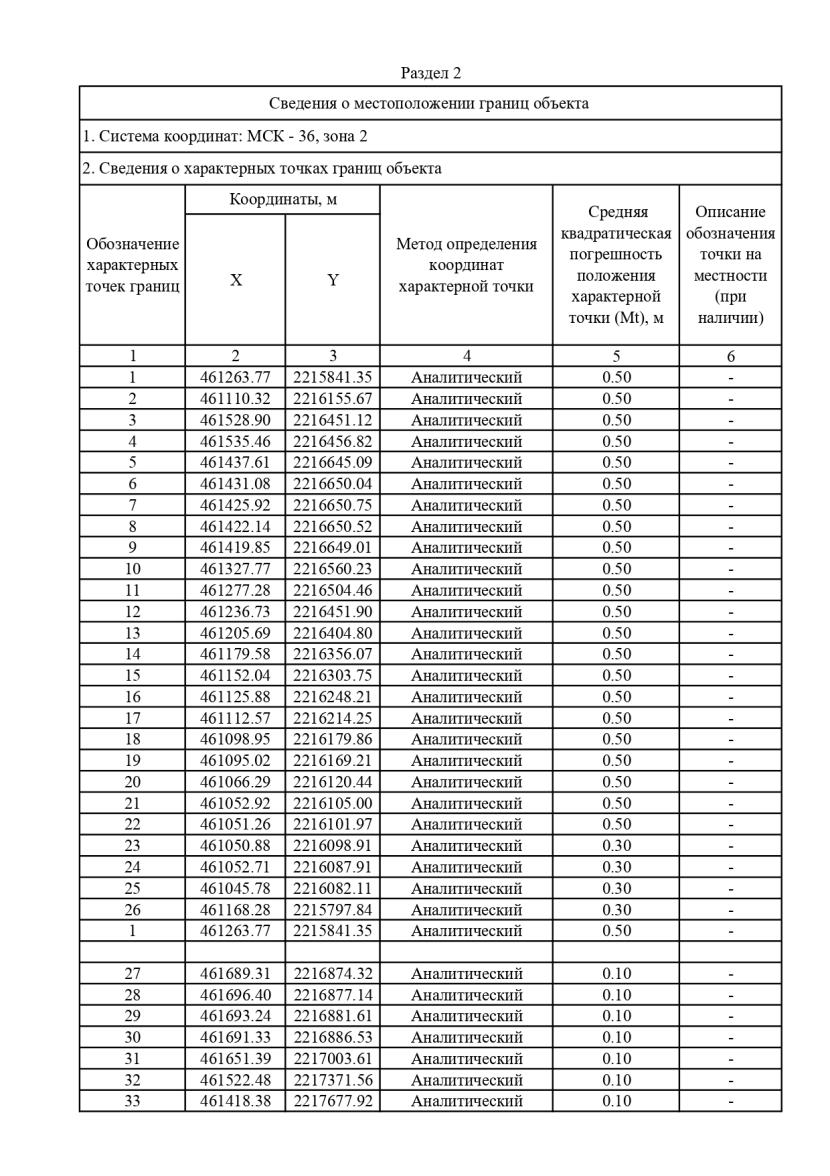 Раздел 2
Сведения о местоположении границ объекта
1. Система координат: МСК - 36, зона 2
2. Сведения о характерных точках границ объекта
Обозначение характерных точек границ
Координаты, м
X
Y
Метод определения координат характерной точки
Средняя квадратическая погрешность положения характерной точки (Mt), м
Описание обозначения точки на местности (при наличии)
1 2 3 4 5 6
1 461263.77 2215841.35 Аналитический 0.50 -
2 461110.32 2216155.67 Аналитический 0.50 -
3 461528.90 2216451.12 Аналитический 0.50 -
4 461535.46 2216456.82 Аналитический 0.50 -
5 461437.61 2216645.09 Аналитический 0.50 -
6 461431.08 2216650.04 Аналитический 0.50 -
7 461425.92 2216650.75 Аналитический 0.50 -
8 461422.14 2216650.52 Аналитический 0.50 -
9 461419.85 2216649.01 Аналитический 0.50 -
10 461327.77 2216560.23 Аналитический 0.50 -
11 461277.28 2216504.46 Аналитический 0.50 -
12 461236.73 2216451.90 Аналитический 0.50 -
13 461205.69 2216404.80 Аналитический 0.50 -
14 461179.58 2216356.07 Аналитический 0.50 -
15 461152.04 2216303.75 Аналитический 0.50 -
16 461125.88 2216248.21 Аналитический 0.50 -
17 461112.57 2216214.25 Аналитический 0.50 -
18 461098.95 2216179.86 Аналитический 0.50 -
19 461095.02 2216169.21 Аналитический 0.50 -
20 461066.29 2216120.44 Аналитический 0.50 -
21 461052.92 2216105.00 Аналитический 0.50 -
22 461051.26 2216101.97 Аналитический 0.50 -
23 461050.88 2216098.91 Аналитический 0.30 -
24 461052.71 2216087.91 Аналитический 0.30 -
25 461045.78 2216082.11 Аналитический 0.30 -
26 461168.28 2215797.84 Аналитический 0.30 -
1 461263.77 2215841.35 Аналитический 0.50 -
27 461689.31 2216874.32 Аналитический 0.10 -
28 461696.40 2216877.14 Аналитический 0.10 -
29 461693.24 2216881.61 Аналитический 0.10 -
30 461691.33 2216886.53 Аналитический 0.10 -
31 461651.39 2217003.61 Аналитический 0.10 -
32 461522.48 2217371.56 Аналитический 0.10 -
33 461418.38 2217677.92 Аналитический 0.10 -